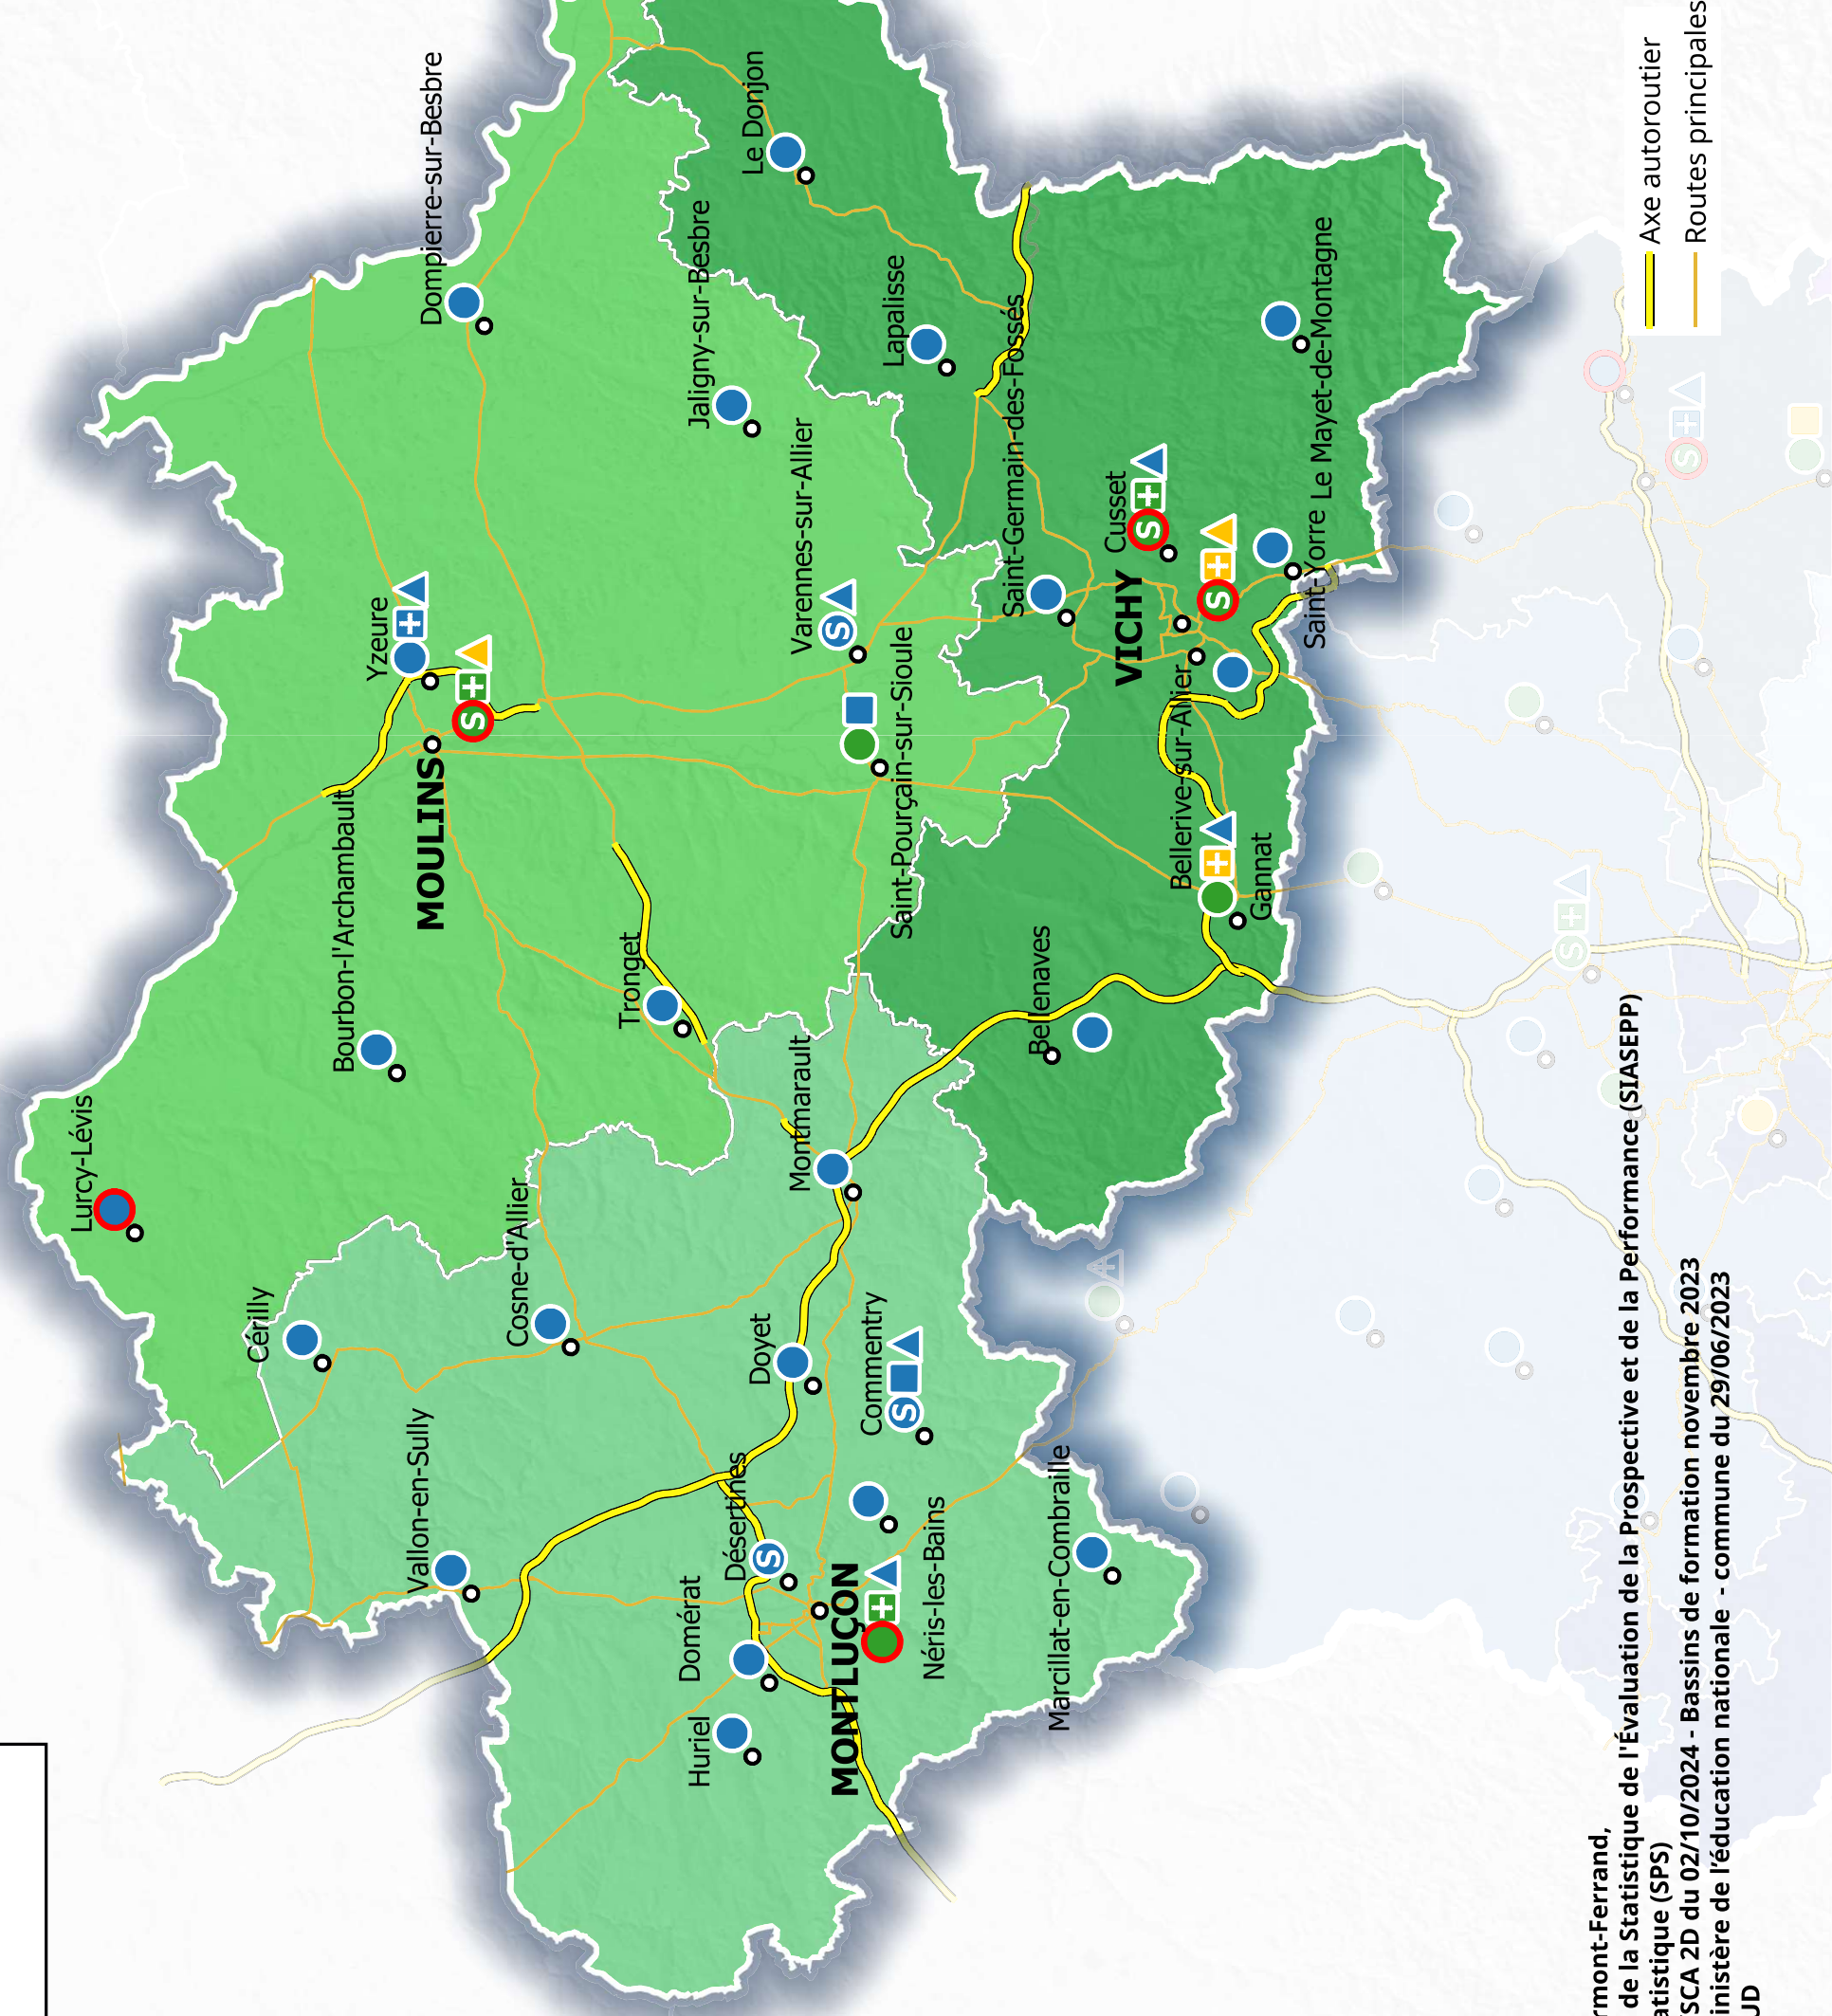 Lurcy-Lévis
Cérilly
Bourbon-l'Archambault
Yzeure
MOULINS
Dompierre-sur-Besbre
Vallon-en-Sully
Cosne-d'Allier
Tronget
Jaligny-sur-Besbre
Le Donjon
Huriel
Domérat
Désertines
Doyet
Montmarault
Varennes-sur-Allier
S
S
S
MONTLUÇON
Commentry
S
Saint-Pourçain-sur-Sioule
Lapalisse
Néris-les-Bains
Marcillat-en-Combraille
Bellenaves
Saint-Germain-des-Fossés
VICHY
Cusset
S
S
Bellerive-sur-Allier
Gannat
Saint-Yorre
Le Mayet-de-Montagne
S
S
Axe autoroutier
Routes principales
rmont-Ferrand,
de la Statistique de l'Évaluation de la Prospective et de la Performance(SIASEPP)
atistique (SPS)
SCA 2D du 02/10/2024 - Bassins de formation novembre 2023
inistère de l'éducation nationale - commune du 29/06/2023
UD